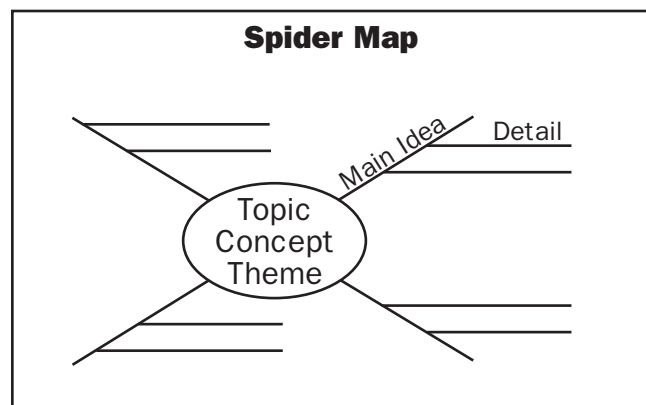 Spider Map
Main Idea
Detail
Topic
Concept
Theme